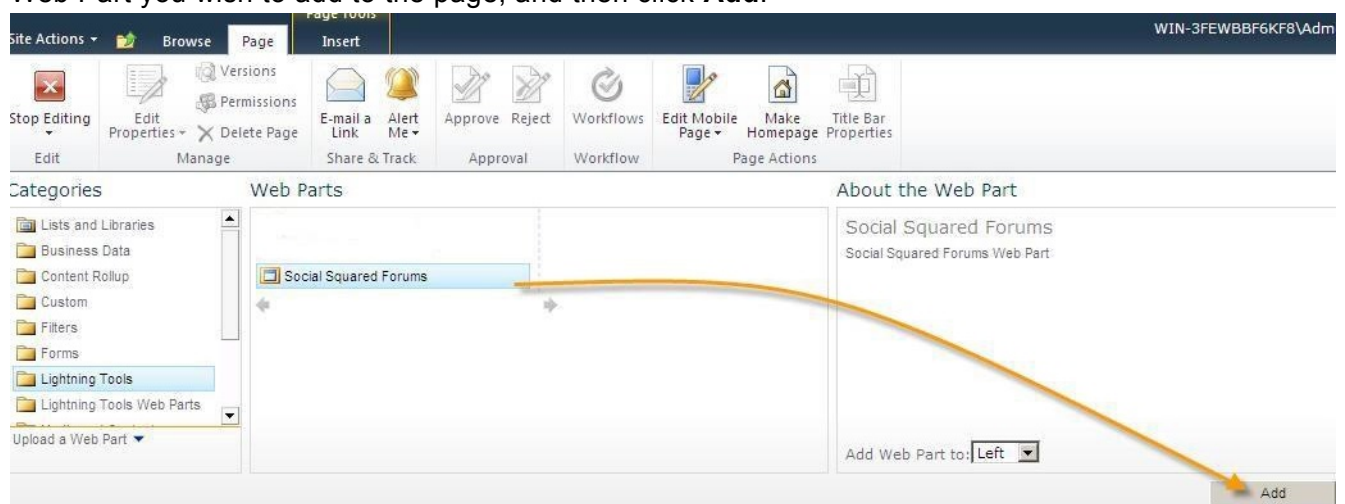 Web Part you wish to add to the page, and then click Add.
Page Tools
Site Actions Browse Page Insert WIN-3FEWBBF6KF8\Adm
Stop Editing
Edit Properties
Versions
Permissions
Delete Page
E-mail a Link
Alert Me
Approve Reject
Workflows
Edit Mobile Page
Make Homepage
Title Bar Properties
Edit Manage Share & Track Approval Workflow Page Actions
Categories Web Parts About the Web Part
Lists and Libraries
Business Data
Content Rollup
Custom
Filters
Forms
Lightning Tools
Lightning Tools Web Parts
Upload a Web Part
Social Squared Forums
Social Squared Forums
Social Squared Forums Web Part
Add Web Part to: Left
Add